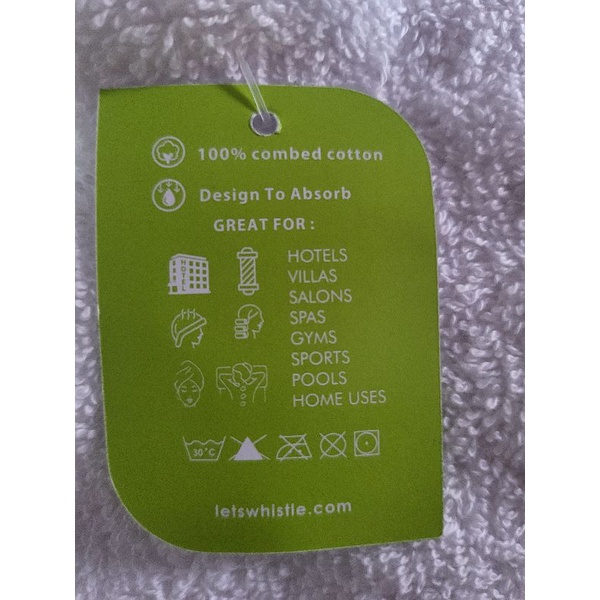 100% combed cotton
Design To Absorb
GREAT FOR :
HOTEL
HOTELS
VILLAS
SALONS
SPAS
GYMS
SPORTS
POOLS
HOME USES
30°C
letswhistle.com